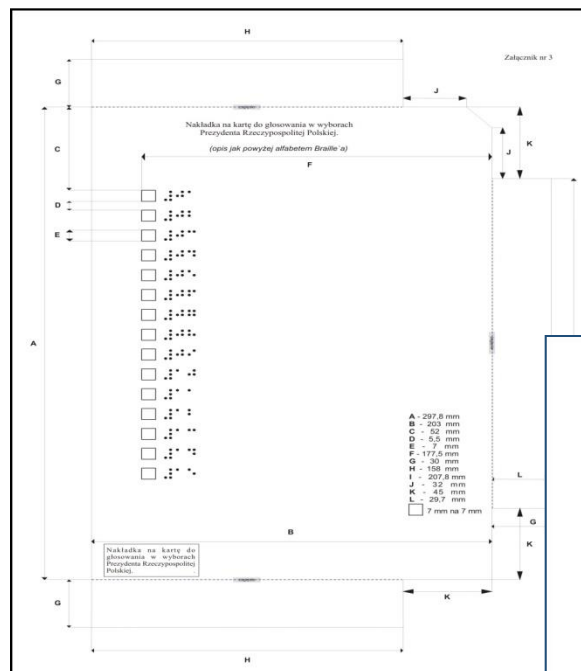 H
Załącznik nr 3
G
J
Nakładka na kartę do głosowania w wyborach
Prezydenta Rzeczypospolitej Polskiej.
K
C
J
(opis jak powyżej alfabetem Braille`a)
F
D
E
A
A - 297,8 mm
B - 203 mm
C - 52 mm
D - 5,5 mm
E - 7 mm
F - 177,5 mm
G - 30 mm
H - 158 mm
I - 207,8 mm
J - 32 mm
K - 45 mm
L - 29,7 mm
7 mm na 7 mm
L
G
B
K
Nakładka na kartę do
głosowania w wyborach
Prezydenta Rzeczypospolitej
Polskiej.
G
K
H